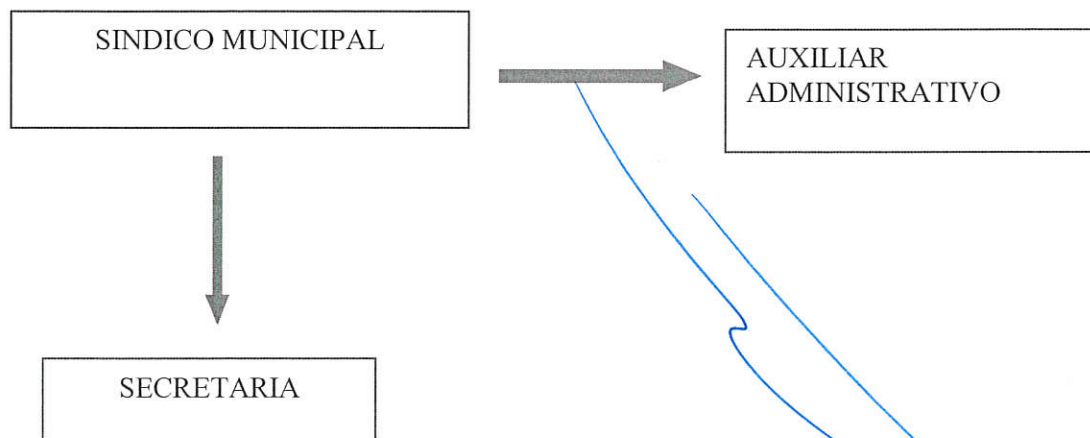 SINDICO MUNICIPAL
AUXILIAR
ADMINISTRATIVO
SECRETARIA